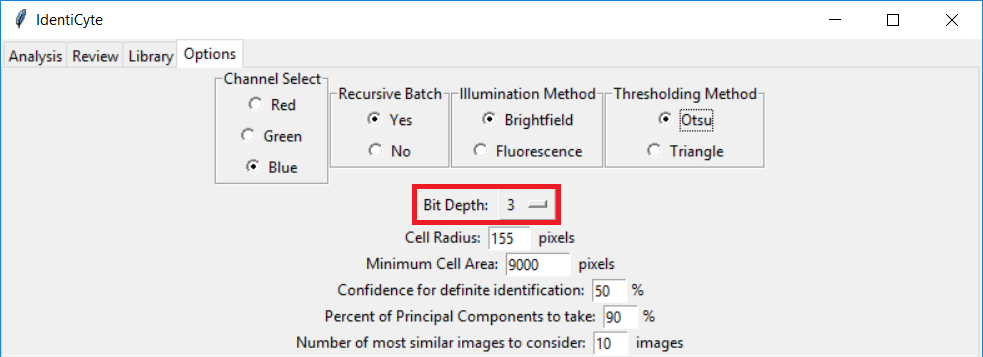 IdentiCyte
Analysis Review Library Options
Channel Select
Red
Green
Blue
Recursive Batch
Yes
No
Illumination Method
Brightfield
Fluorescence
Thresholding Method
Otsu
Triangle
Bit Depth: 3
Cell Radius: 155 pixels
Minimum Cell Area: 9000 pixels
Confidence for definite identification: 50 %
Percent of Principal Components to take: 90 %
Number of most similar images to consider: 10 images